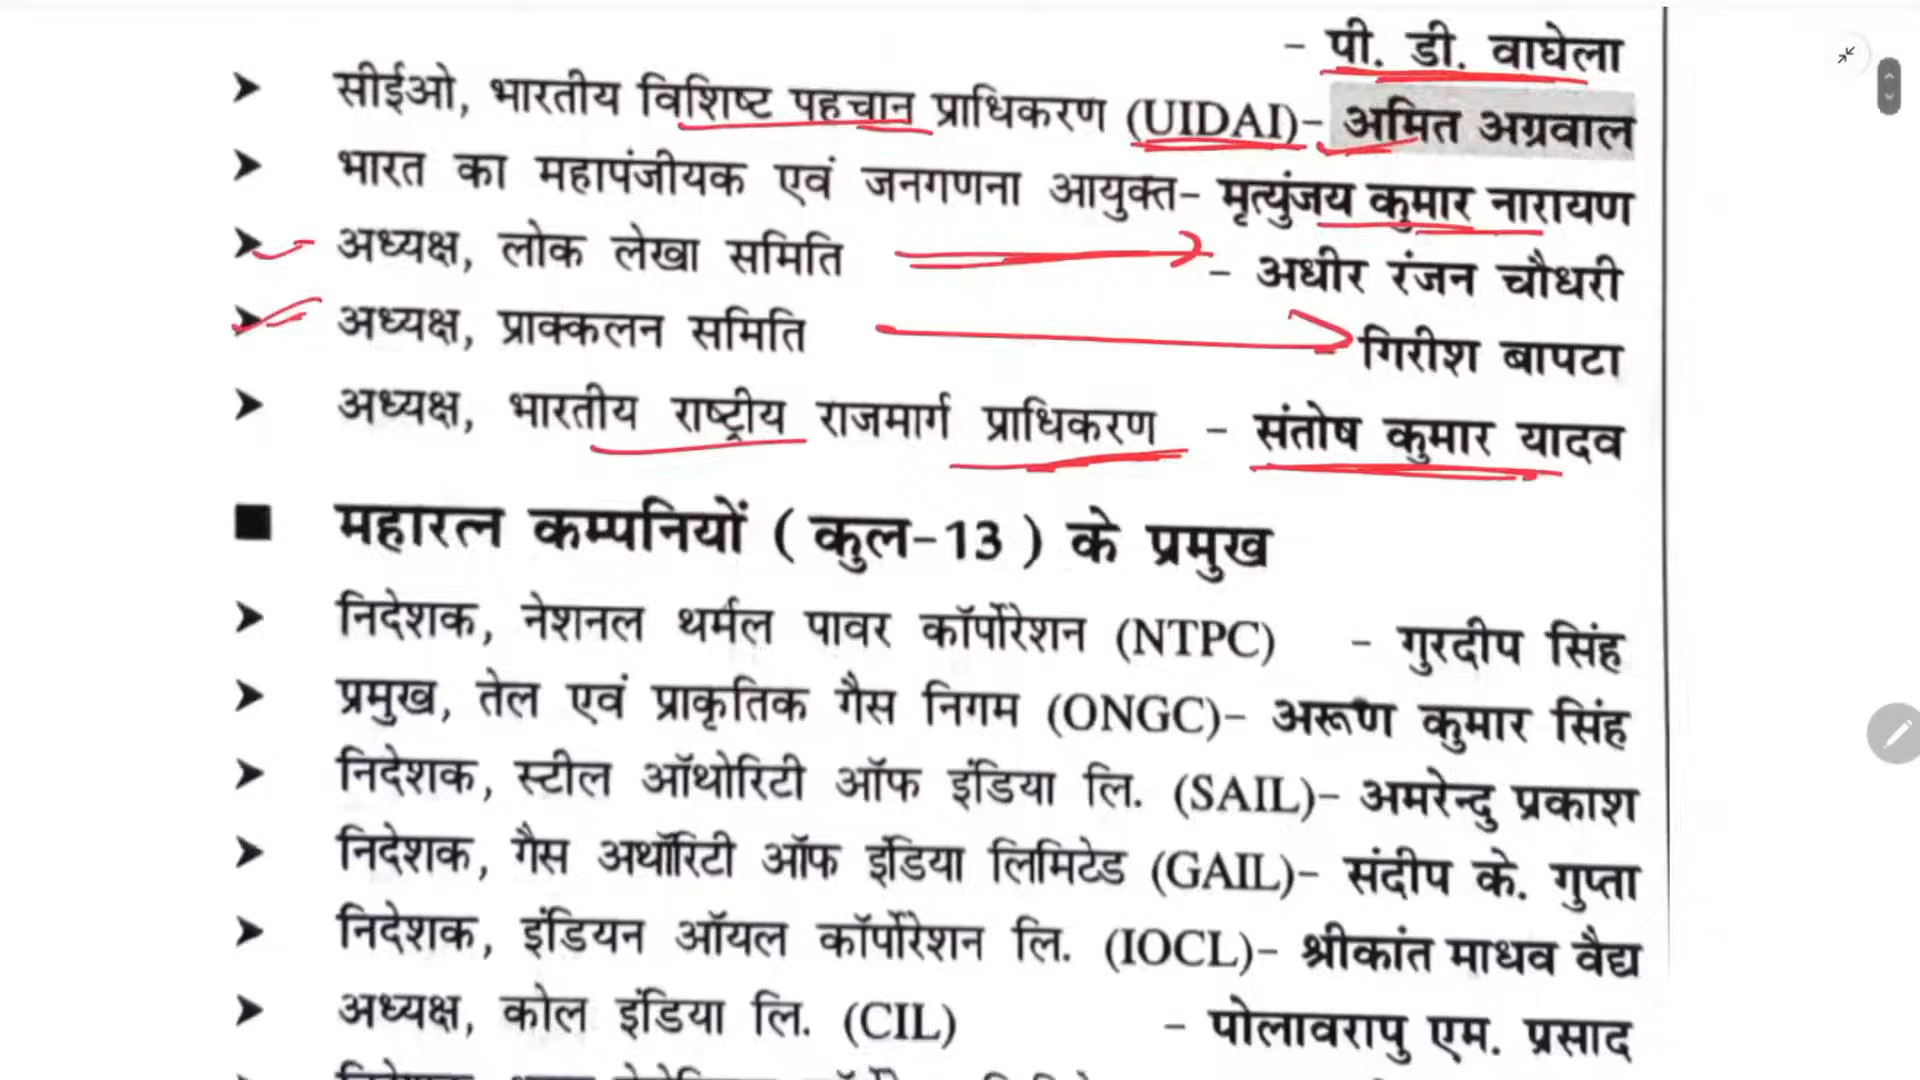 - पी. डी. वाघेला
➤ सीईओ, भारतीय विशिष्ट पहचान प्राधिकरण (UIDAI)- अमित अग्रवाल
➤ भारत का महापंजीयक एवं जनगणना आयुक्त- मृत्युंजय कुमार नारायण
➤ अध्यक्ष, लोक लेखा समिति - अधीर रंजन चौधरी
➤ अध्यक्ष, प्राक्कलन समिति - गिरीश बापटा
➤ अध्यक्ष, भारतीय राष्ट्रीय राजमार्ग प्राधिकरण - संतोष कुमार यादव
■ महारत्न कम्पनियों ( कुल-13 ) के प्रमुख
➤ निदेशक, नेशनल थर्मल पावर कॉर्पोरेशन (NTPC) - गुरदीप सिंह
➤ प्रमुख, तेल एवं प्राकृतिक गैस निगम (ONGC)- अरूण कुमार सिंह
➤ निदेशक, स्टील ऑथोरिटी ऑफ इंडिया लि. (SAIL)- अमरेन्दु प्रकाश
➤ निदेशक, गैस अथॉरिटी ऑफ इंडिया लिमिटेड (GAIL)- संदीप के. गुप्ता
➤ निदेशक, इंडियन ऑयल कॉर्पोरेशन लि. (IOCL)- श्रीकांत माधव वैद्य
➤ अध्यक्ष, कोल इंडिया लि. (CIL) - पोलावरापु एम. प्रसाद